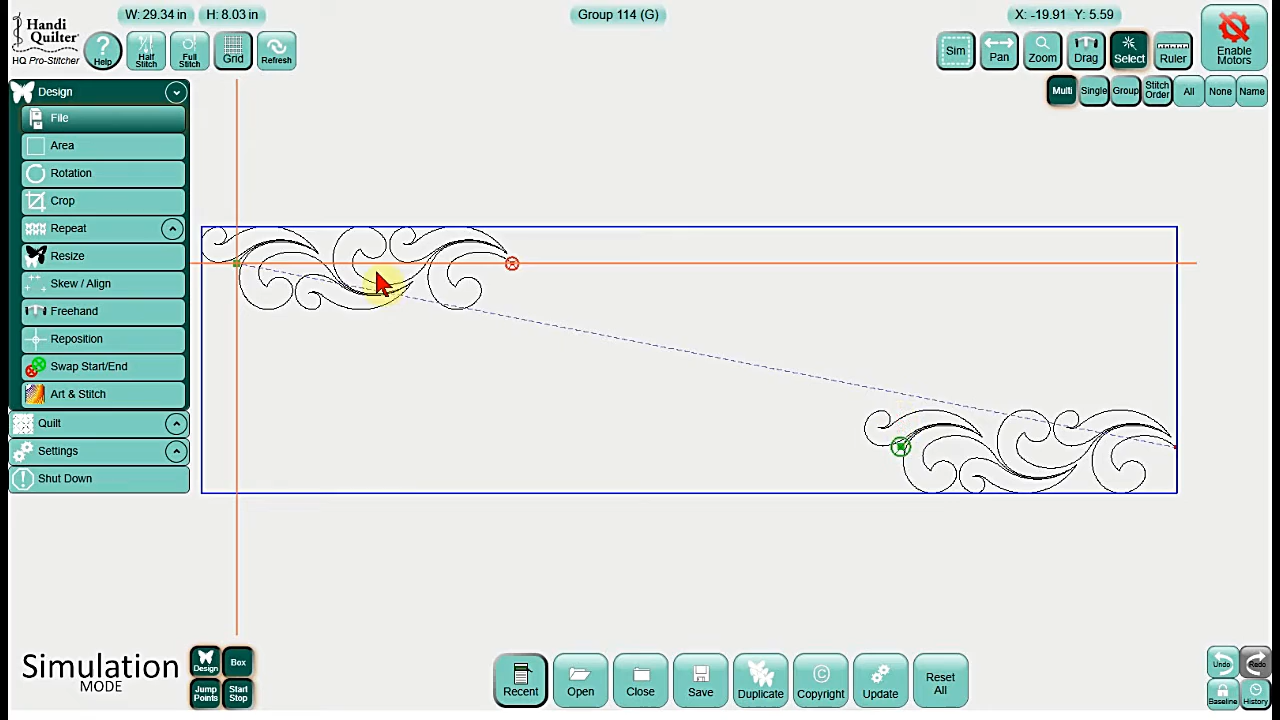 W: 29.34 in
H: 8.03 in
Group 114 (G)
X: -19.91 Y: 5.59
Handi
Quilter
HQ Pro-Stitcher
?
Help
Half
Stitch
Full
Stitch
Grid
Refresh
Sim
Pan
Zoom
Drag
Select
Ruler
Enable
Motors
Multi
Single
Group
Stitch
Order
All
None
Name
Design
File
Area
Rotation
Crop
Repeat
Resize
Skew / Align
Freehand
Reposition
Swap Start/End
Art & Stitch
Quilt
Settings
Shut Down
Simulation
MODE
Design
Box
Jump
Points
Start
Stop
Recent
Open
Close
Save
Duplicate
Copyright
Update
Reset
All
Undo
Redo
Baseline
History